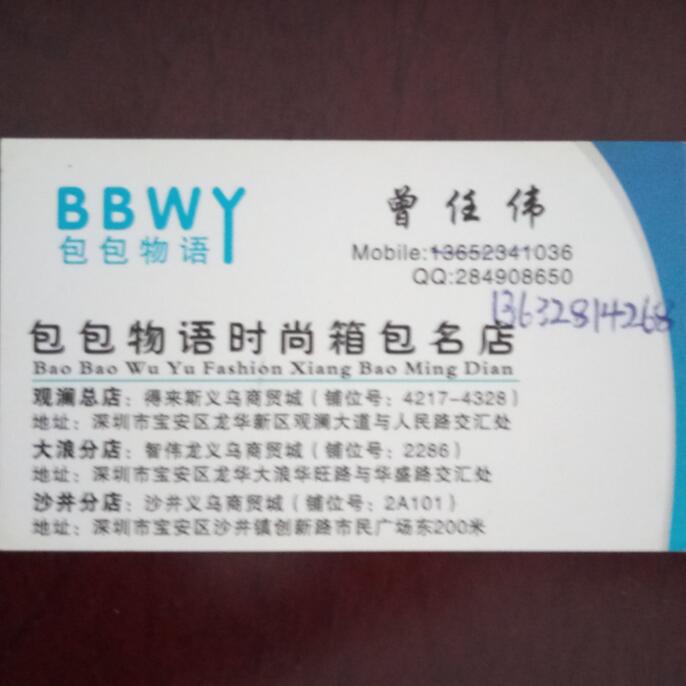 BBWY
包包物语
曾任伟
Mobile:13652341036
QQ:284908650
13632814268
包包物语时尚箱包名店
Bao Bao Wu Yu Fashion Xiang Bao Ming Dian
观澜总店：得来斯义乌商贸城（铺位号：4217-4328）
地址：深圳市宝安区龙华新区观澜大道与人民路交汇处
大浪分店：智伟龙义乌商贸城（铺位号：2286）
地址：深圳市宝安区龙华大浪华旺路与华盛路交汇处
沙井分店：沙井义乌商贸城（铺位号：2A101）
地址：深圳市宝安区沙井镇创新路市民广场东200米